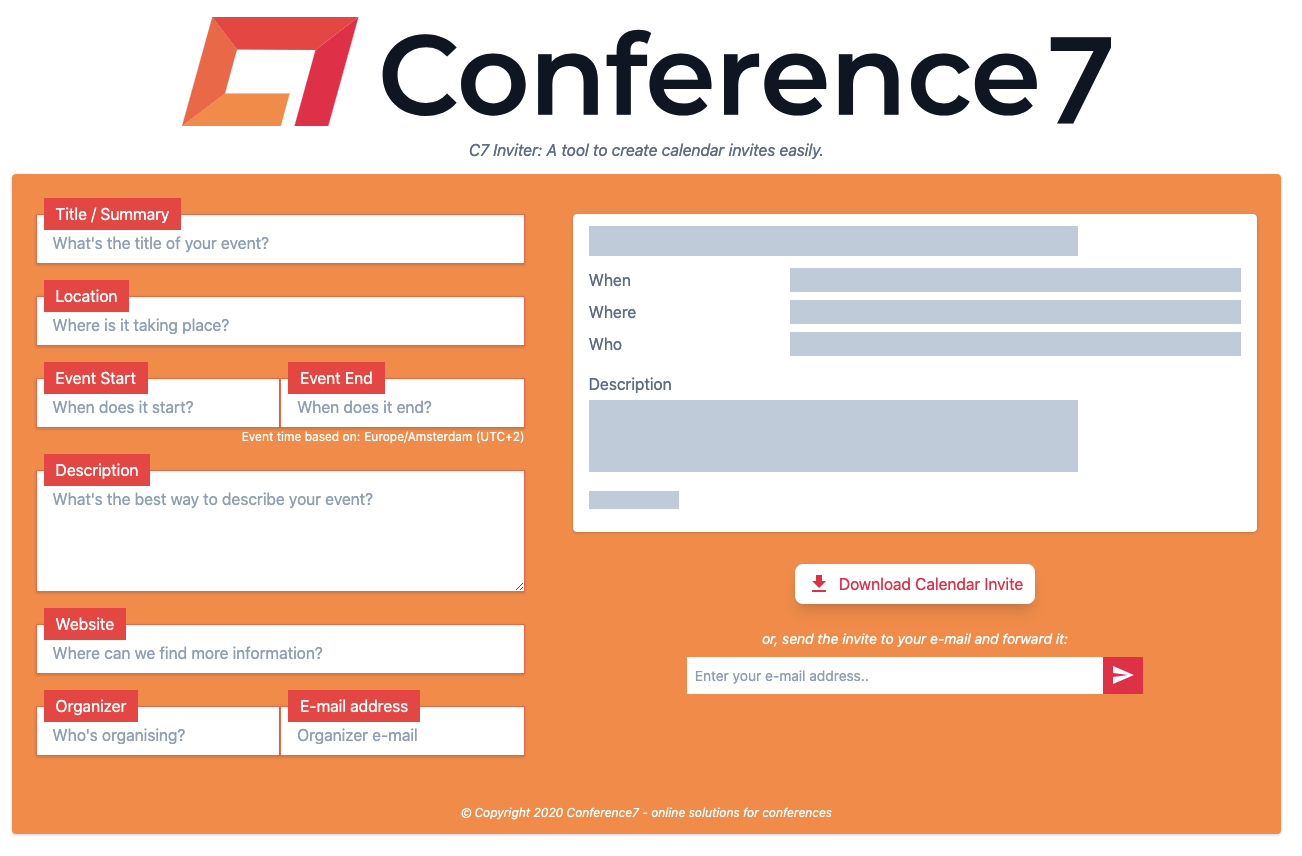 Conference7
C7 Inviter: A tool to create calendar invites easily.
Title / Summary
What's the title of your event?
Location
Where is it taking place?
Event Start
Event End
When does it start?
When does it end?
Event time based on: Europe/Amsterdam (UTC+2)
Description
What's the best way to describe your event?
Website
Where can we find more information?
Organizer
E-mail address
Who's organising?
Organizer e-mail
When
Where
Who
Description
Download Calendar Invite
or, send the invite to your e-mail and forward it:
Enter your e-mail address..
© Copyright 2020 Conference7 - online solutions for conferences